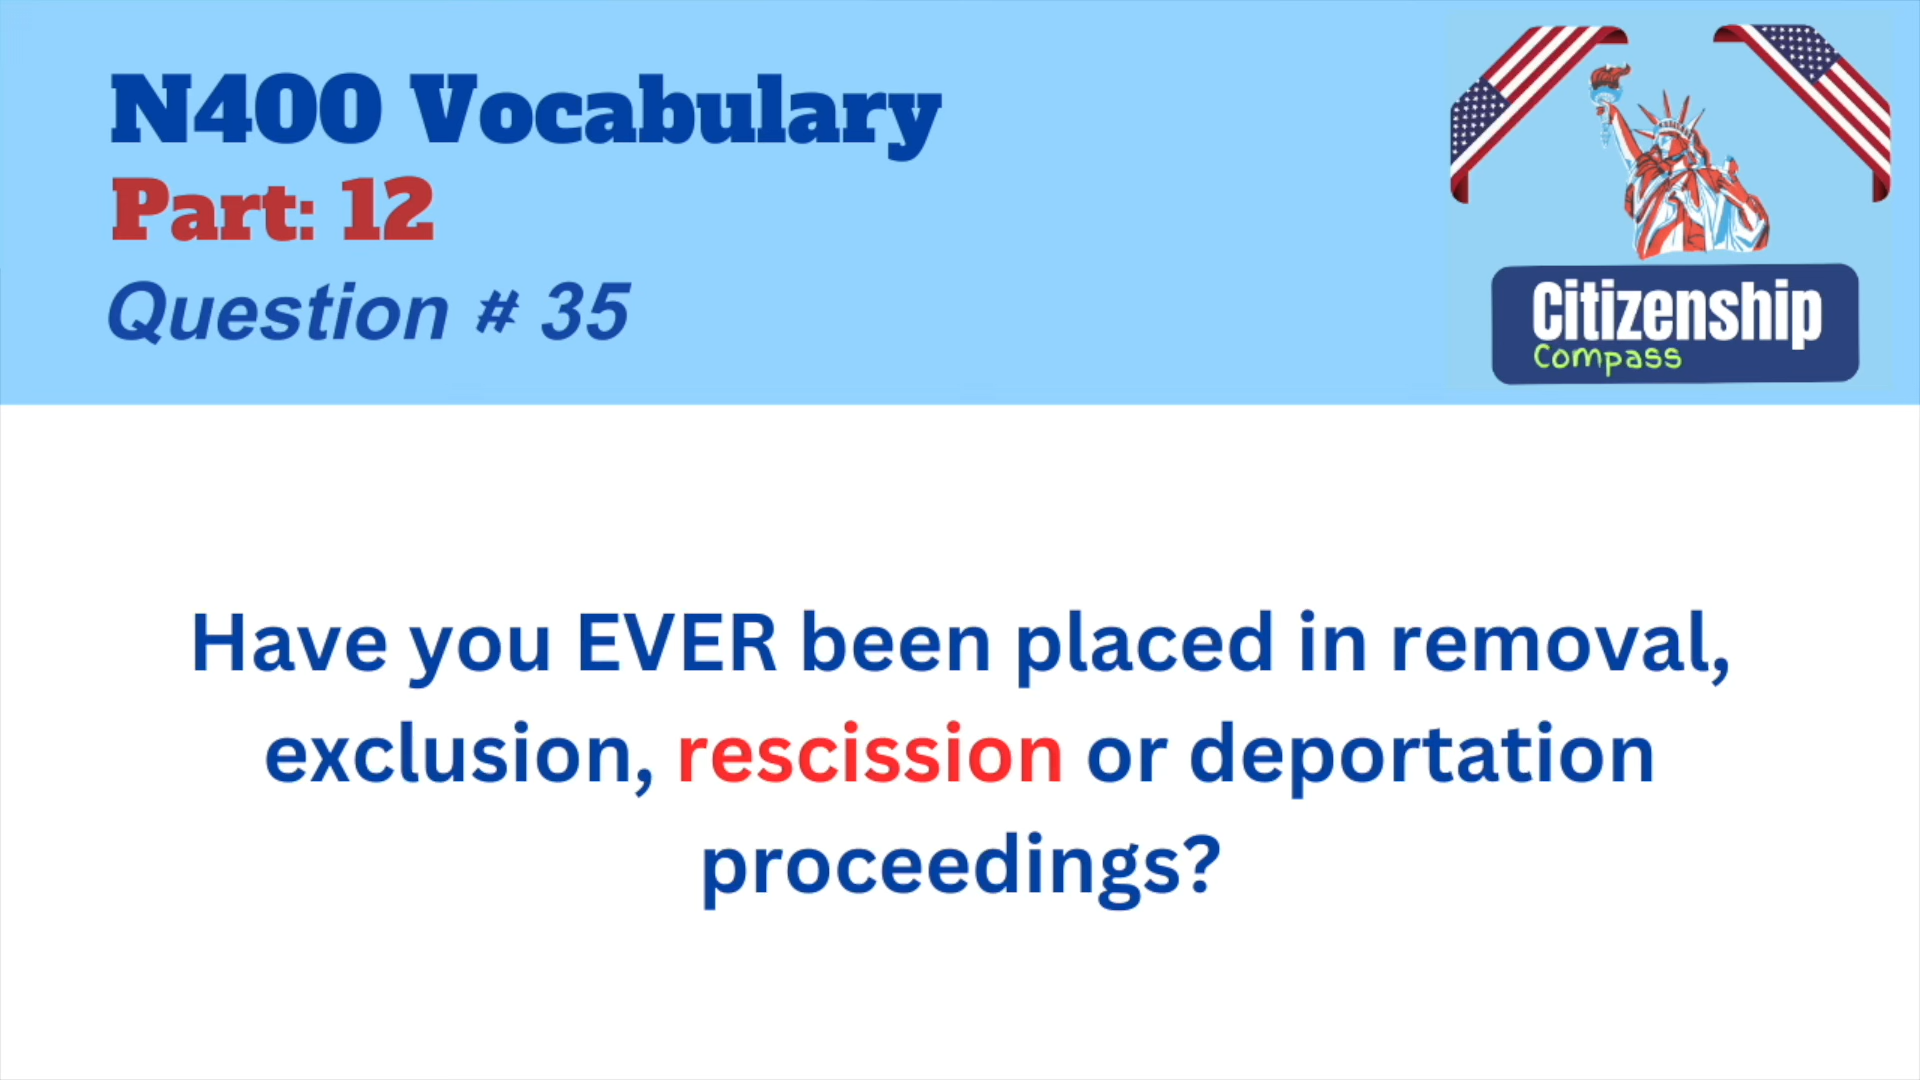 N400 Vocabulary
Part: 12
Question # 35
Citizenship
Compass
Have you EVER been placed in removal,
exclusion, rescission or deportation
proceedings?